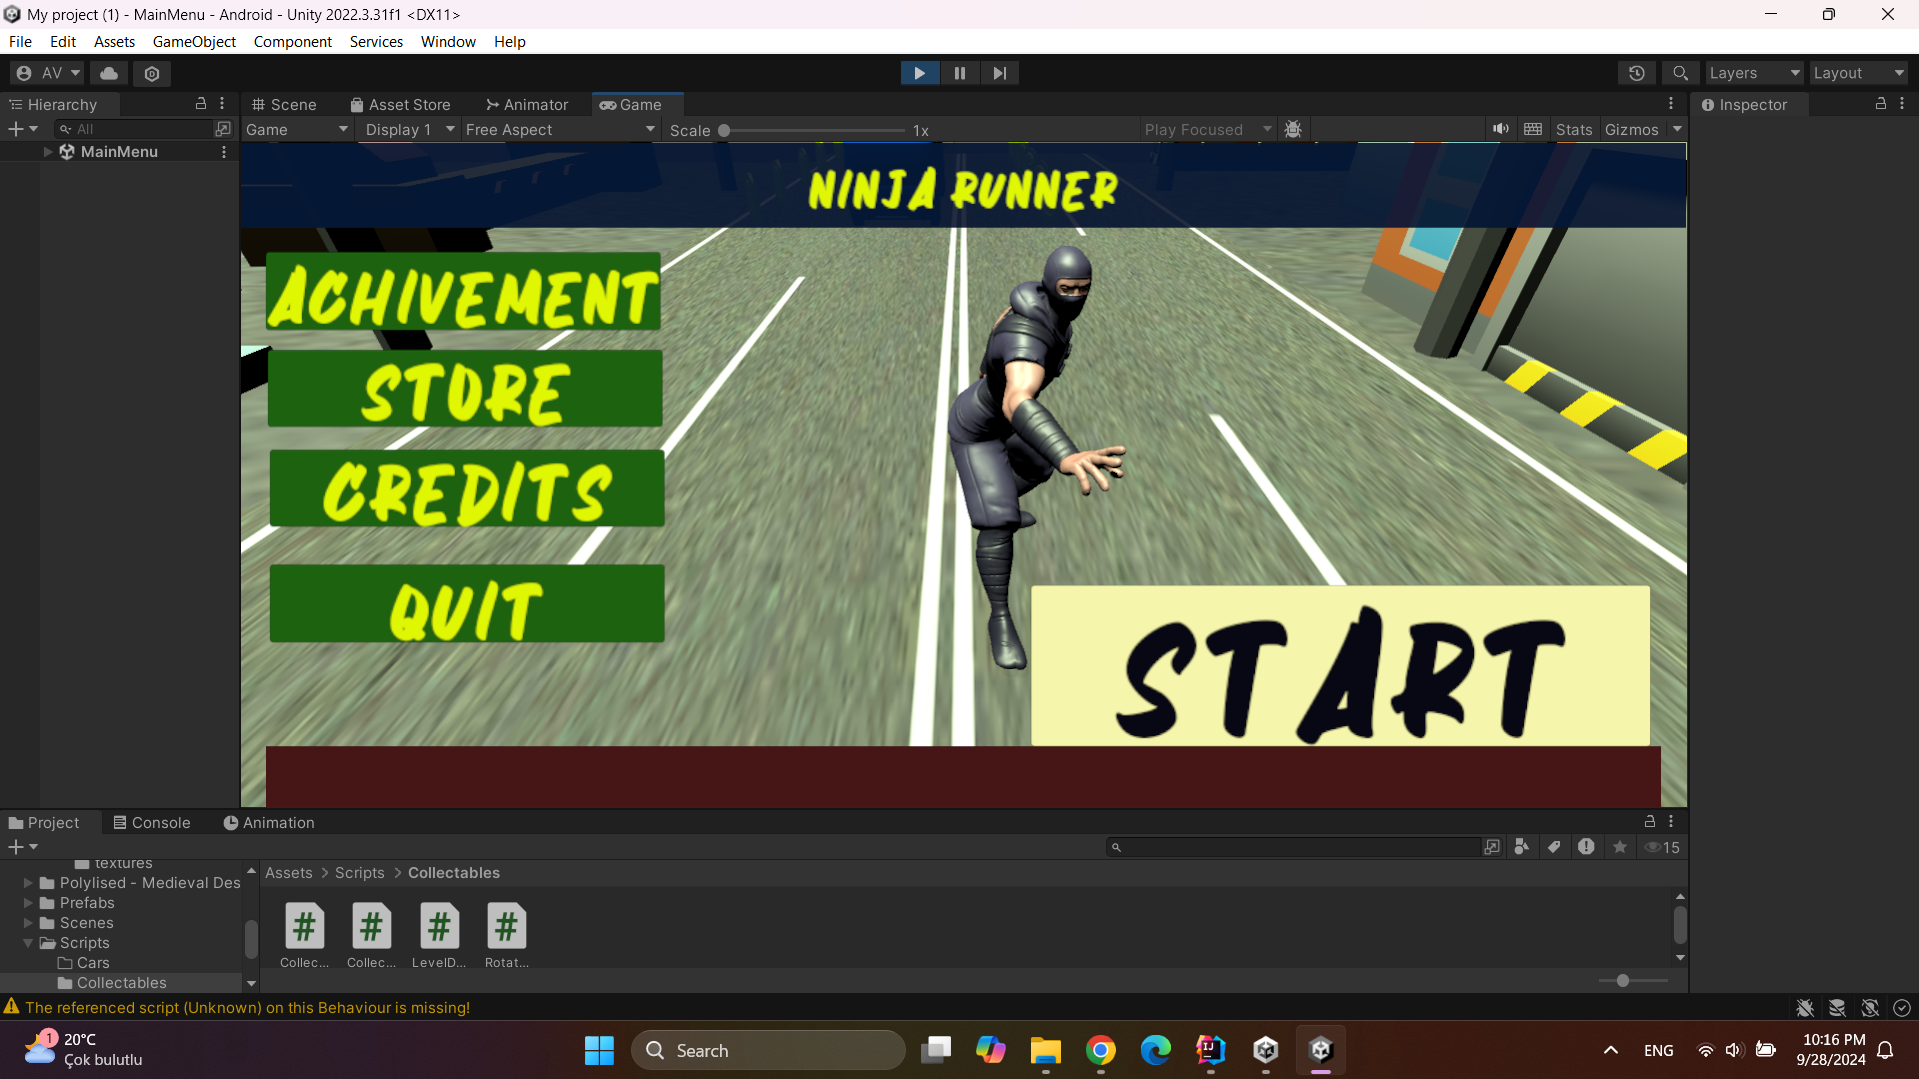 My project (1) - MainMenu - Android - Unity 2022.3.31f1 <DX11>
File Edit Assets GameObject Component Services Window Help
AV
Layers Layout
Hierarchy
Scene Asset Store Animator Game
Inspector
All
Game Display 1 Free Aspect Scale 1x Play Focused Stats Gizmos
MainMenu
NINJA RUNNER
ACHIVEMENT
STORE
CREDITS
QUIT
START
Project Console Animation
15
textures
Polylised - Medieval Des
Prefabs
Scenes
Scripts
Cars
Collectables
Assets > Scripts > Collectables
Collec... Collec... LevelD... Rotat...
The referenced script (Unknown) on this Behaviour is missing!
1
20°C
Çok bulutlu
Search
ENG
10:16 PM
9/28/2024